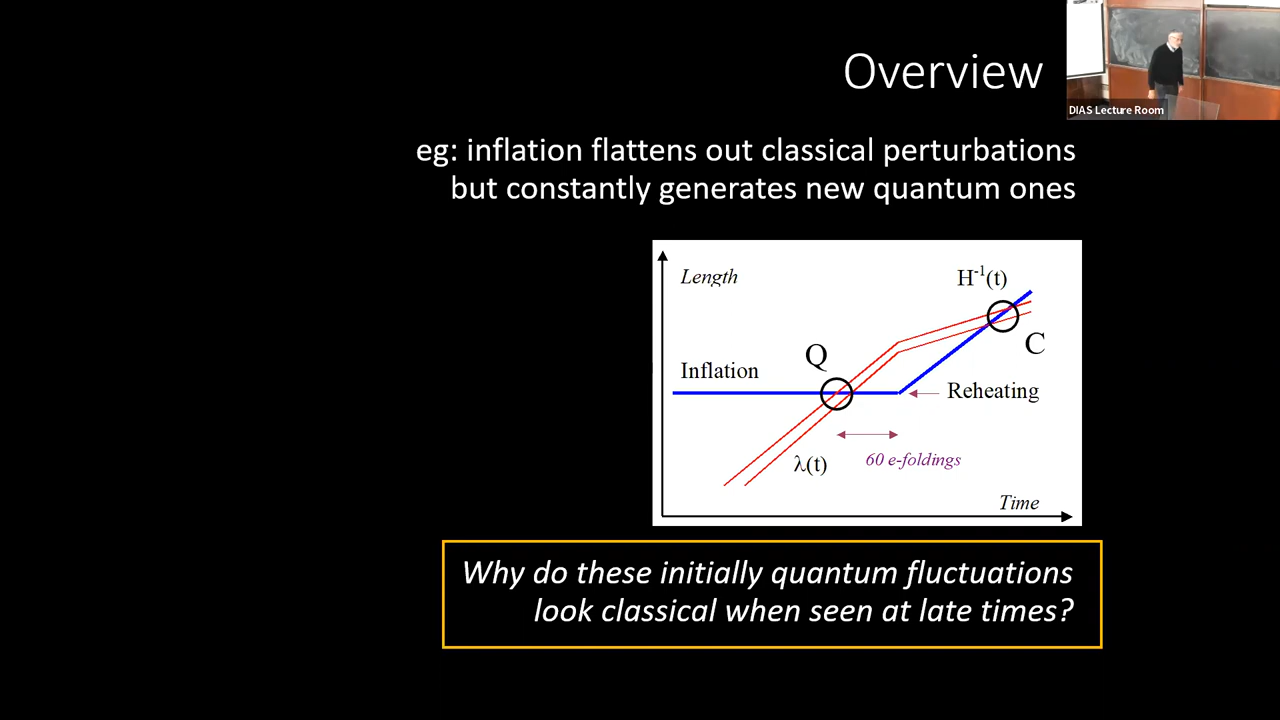 Overview
DIAS Lecture Room
eg: inflation flattens out classical perturbations
but constantly generates new quantum ones
Length
H⁻¹(t)
Q
C
Inflation
Reheating
λ(t)
60 e-foldings
Time
Why do these initially quantum fluctuations
look classical when seen at late times?